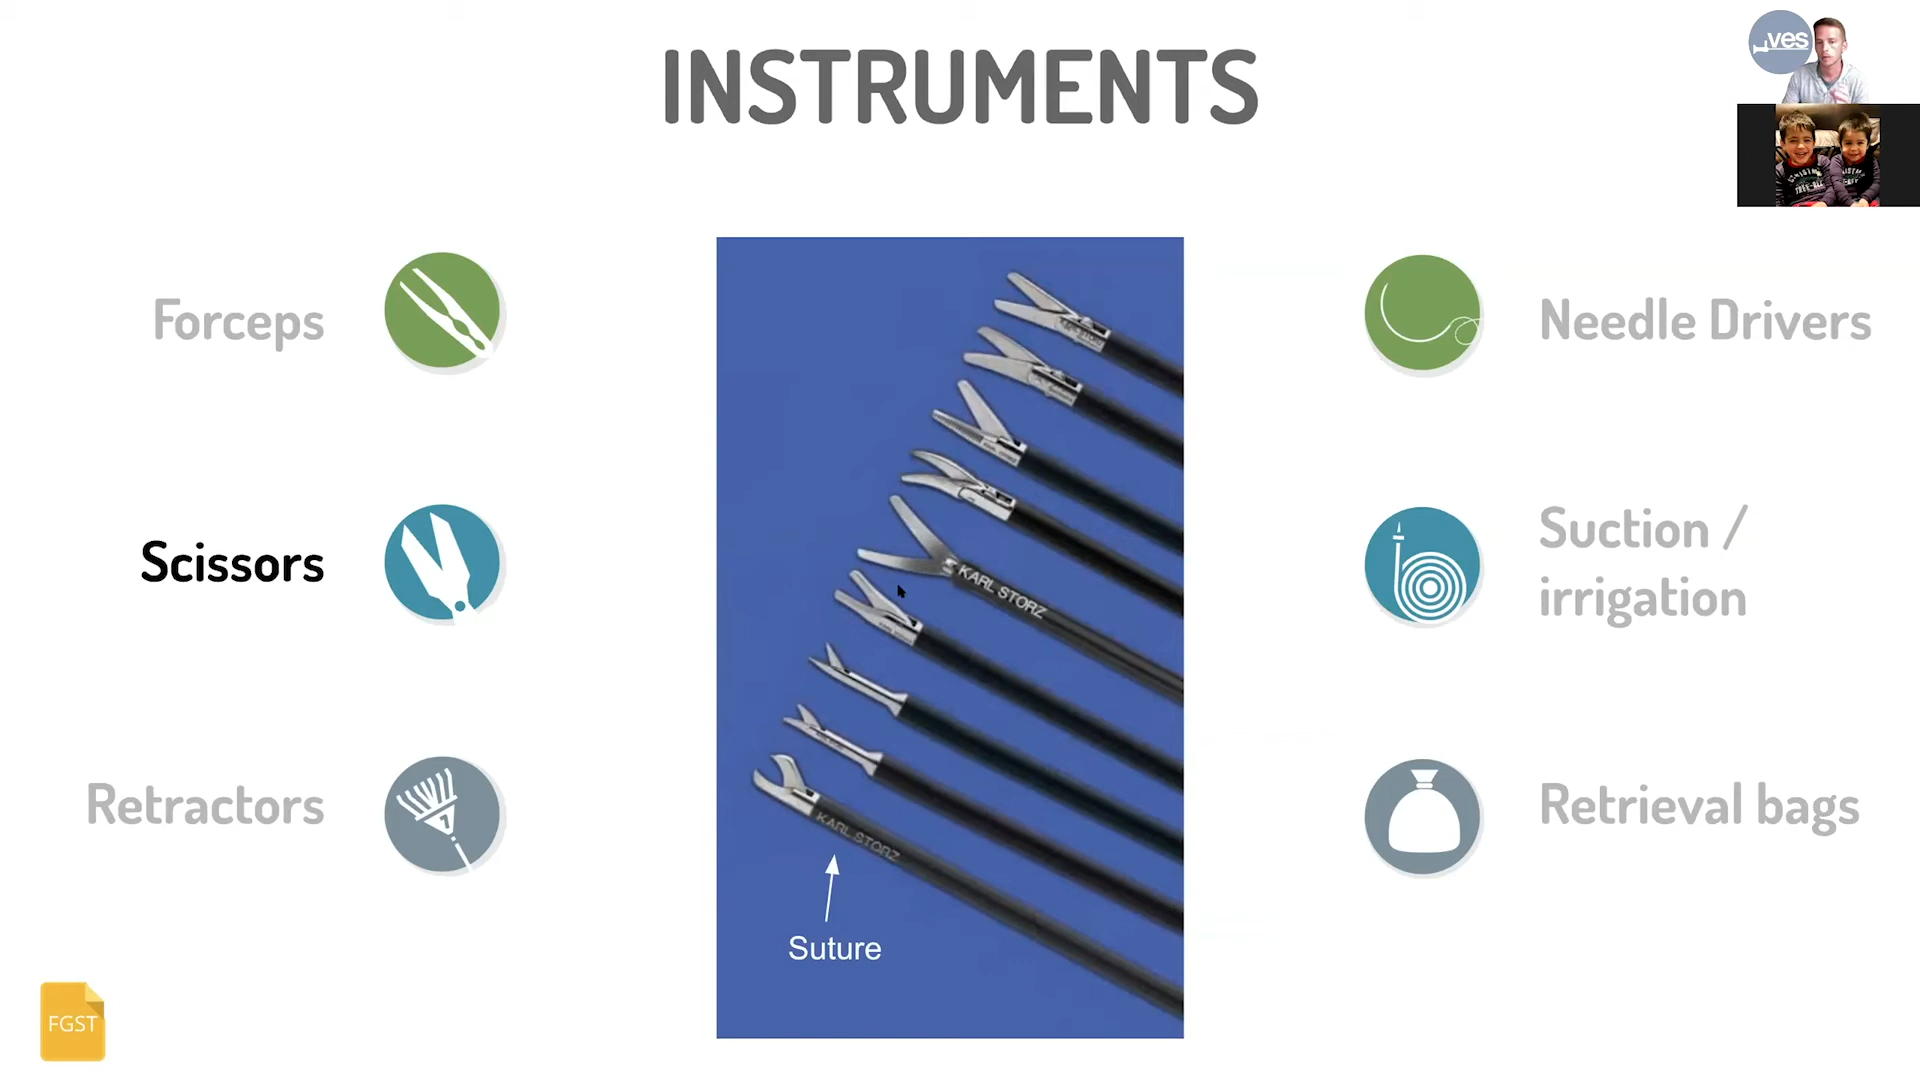 INSTRUMENTS
ves
Forceps
Needle Drivers
Scissors
Suction /
irrigation
Retractors
Retrieval bags
KARL STORZ
KARL STORZ
Suture
FGST